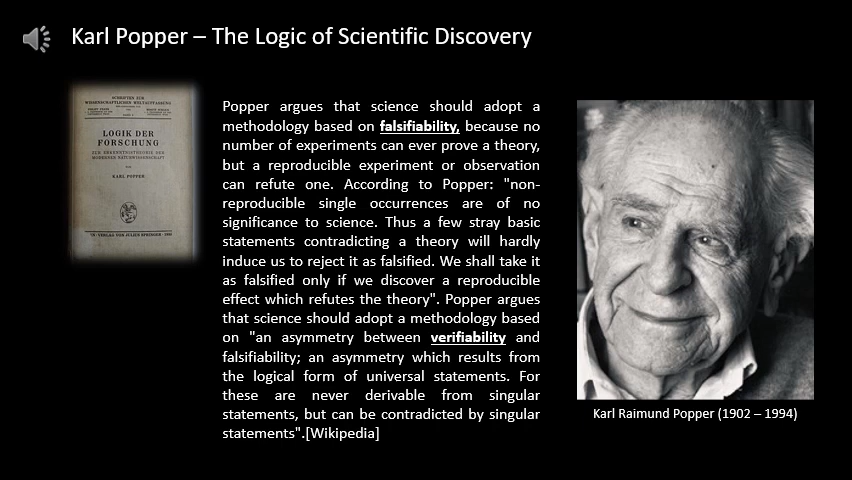 Karl Popper – The Logic of Scientific Discovery
LOGIK DER
FORSCHUNG
KARL POPPER
Popper argues that science should adopt a
methodology based on falsifiability, because no
number of experiments can ever prove a theory,
but a reproducible experiment or observation
can refute one. According to Popper: "non-
reproducible single occurrences are of no
significance to science. Thus a few stray basic
statements contradicting a theory will hardly
induce us to reject it as falsified. We shall take it
as falsified only if we discover a reproducible
effect which refutes the theory". Popper argues
that science should adopt a methodology based
on "an asymmetry between verifiability and
falsifiability; an asymmetry which results from
the logical form of universal statements. For
these are never derivable from singular
statements, but can be contradicted by singular
statements".[Wikipedia]
Karl Raimund Popper (1902 – 1994)